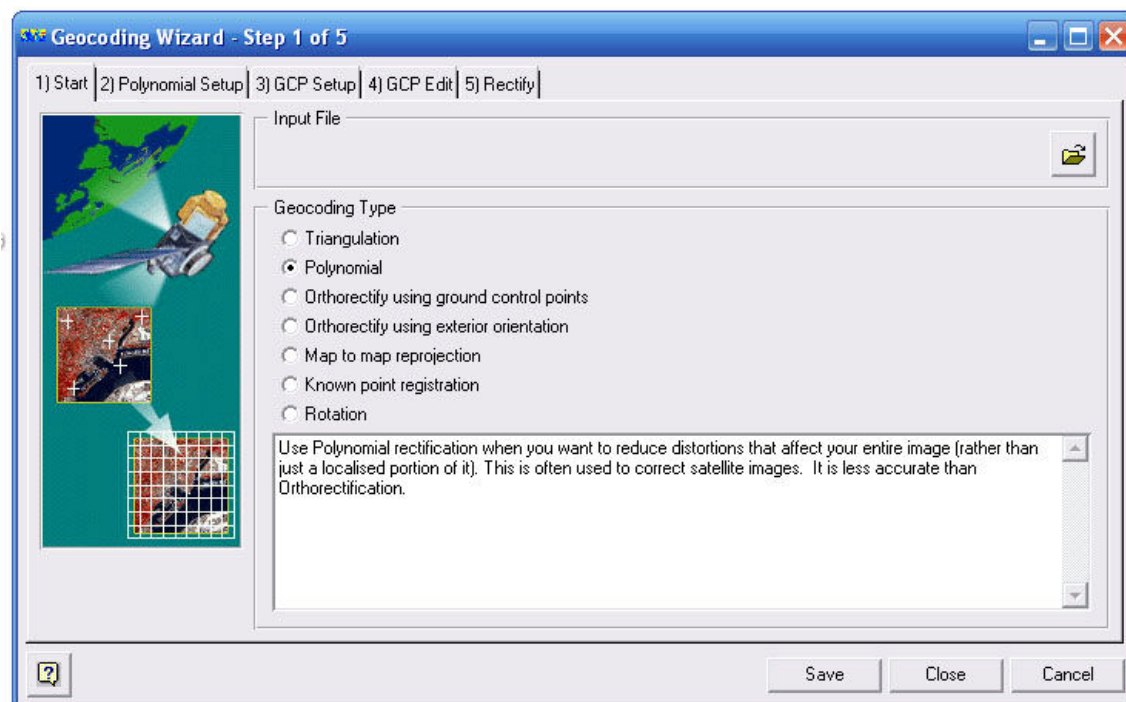 Geocoding Wizard - Step 1 of 5
1) Start 2) Polynomial Setup 3) GCP Setup 4) GCP Edit 5) Rectify
Input File
Geocoding Type
Triangulation
Polynomial
Orthorectify using ground control points
Orthorectify using exterior orientation
Map to map reprojection
Known point registration
Rotation
Use Polynomial rectification when you want to reduce distortions that affect your entire image (rather than
just a localised portion of it). This is often used to correct satellite images.  It is less accurate than
Orthorectification.
Save Close Cancel